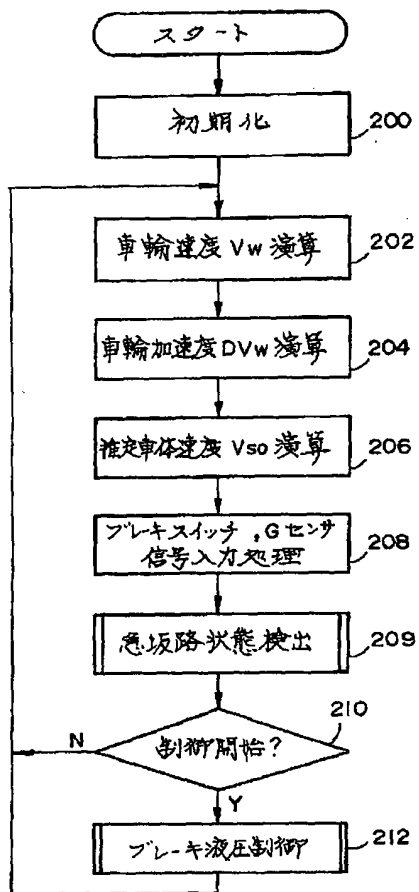 スタート
初期化
200
車輪速度Vw演算
202
車輪加速度DVw演算
204
推定車体速度Vso演算
206
ブレーキスイッチ,Gセンサ
信号入力処理
208
急坂路状態検出
209
210
制御開始?
N
Y
ブレーキ液圧制御
212